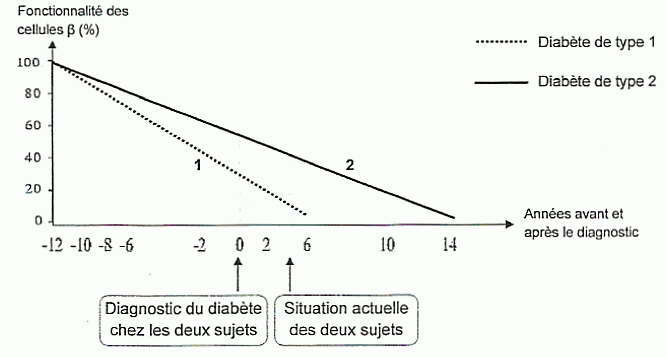 Fonctionnalité des
cellules β (%)
Diabète de type 1
Diabète de type 2
100
80
60
40
20
0
1
2
Années avant et
après le diagnostic
-12 -10 -8 -6 -2 0 2 6 10 14
Diagnostic du diabète
chez les deux sujets
Situation actuelle
des deux sujets